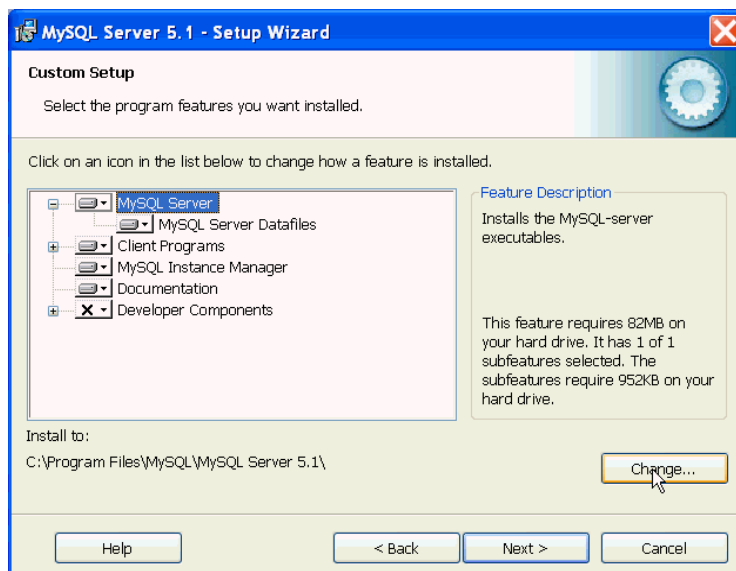 MySQL Server 5.1 - Setup Wizard
Custom Setup
Select the program features you want installed.
Click on an icon in the list below to change how a feature is installed.
MySQL Server
MySQL Server Datafiles
Client Programs
MySQL Instance Manager
Documentation
Developer Components
Feature Description
Installs the MySQL-server
executables.
This feature requires 82MB on
your hard drive. It has 1 of 1
subfeatures selected. The
subfeatures require 952KB on your
hard drive.
Install to:
C:\Program Files\MySQL\MySQL Server 5.1\
Change...
Help
< Back
Next >
Cancel